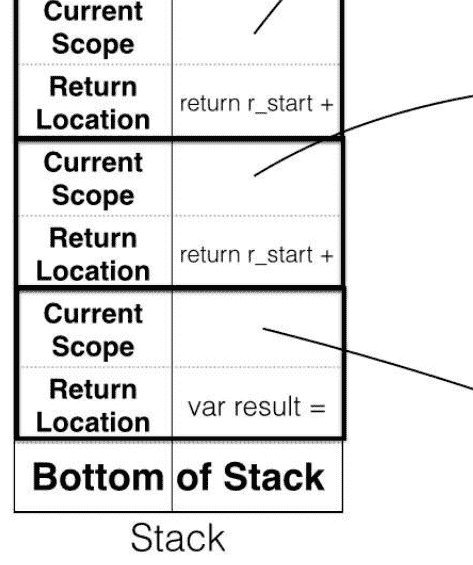 Current
Scope
Return
Location
return r_start +
Current
Scope
Return
Location
return r_start +
Current
Scope
Return
Location
var result =
Bottom of Stack
Stack